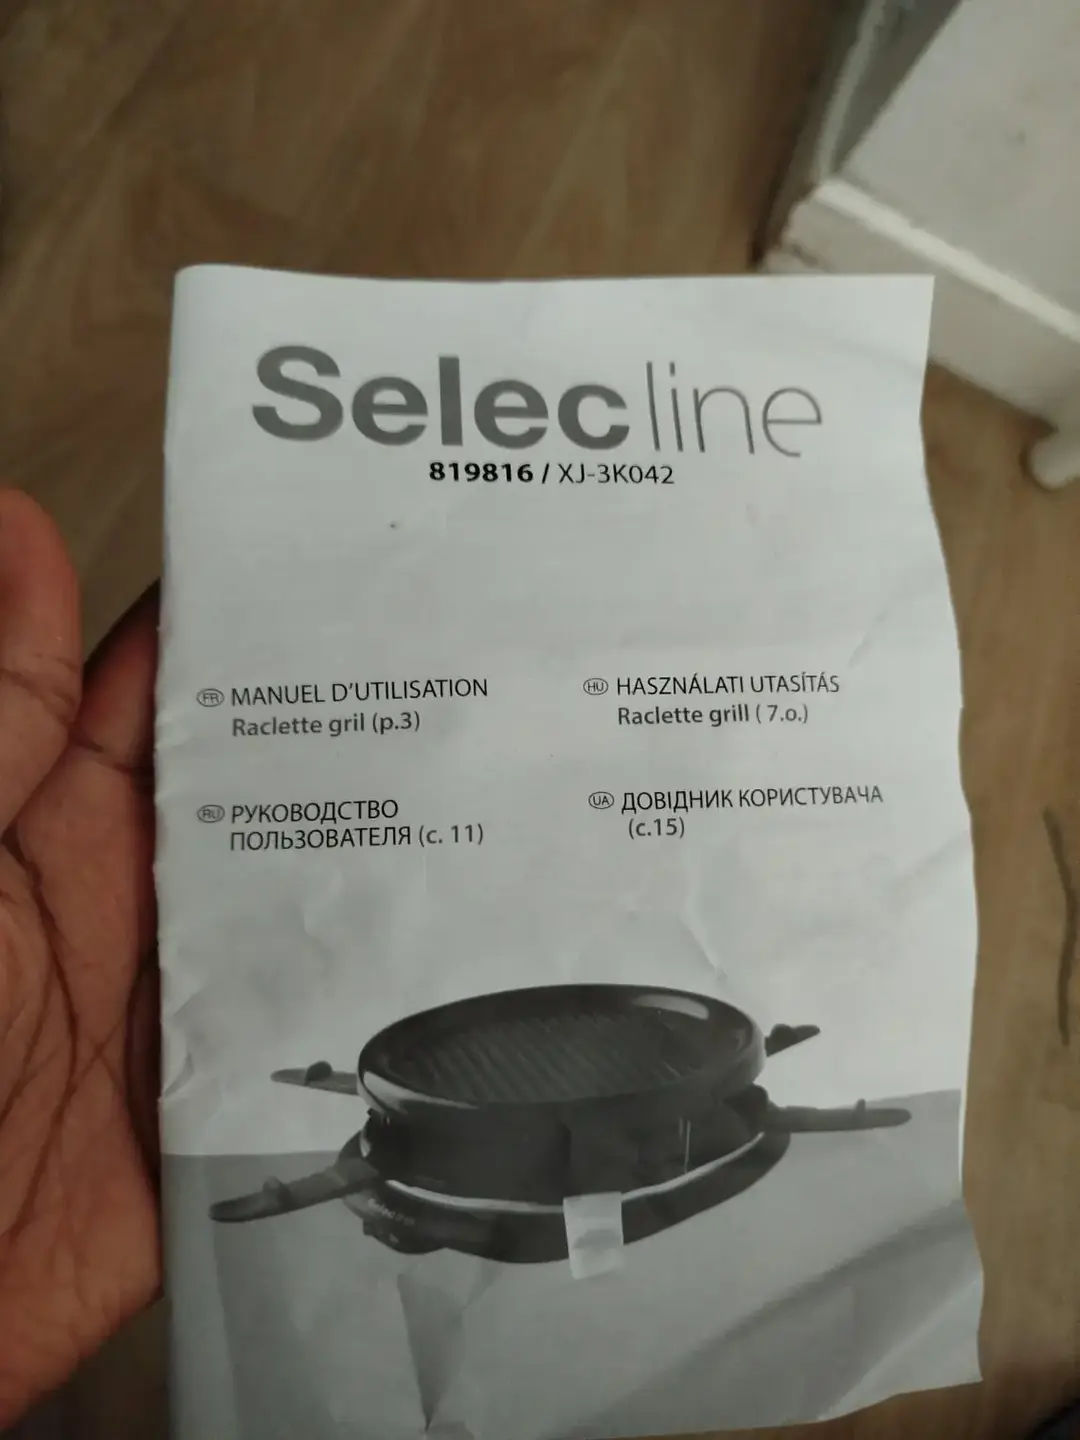 Selecline
819816 / XJ-3K042
FR MANUEL D'UTILISATION
Raclette gril (p.3)
HU HASZNÁLATI UTASÍTÁS
Raclette grill ( 7.o.)
RU РУКОВОДСТВО
ПОЛЬЗОВАТЕЛЯ (с. 11)
UA ДОВІДНИК КОРИСТУВАЧА
(с.15)
Selecline